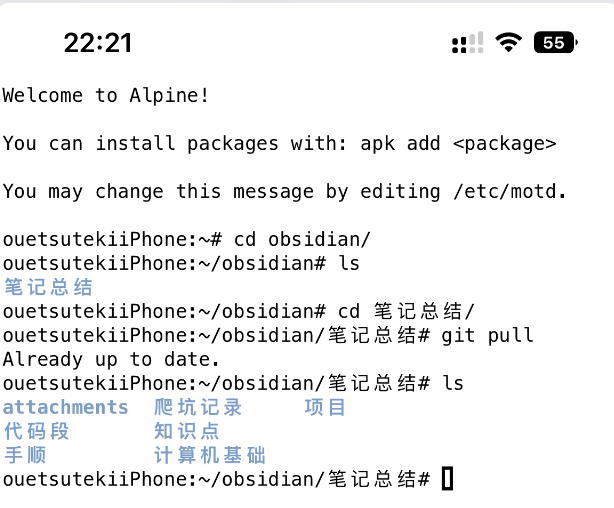 22:21
55
Welcome to Alpine!
You can install packages with: apk add <package>
You may change this message by editing /etc/motd.
ouetsutekiiPhone:~# cd obsidian/
ouetsutekiiPhone:~/obsidian# ls
笔记总结
ouetsutekiiPhone:~/obsidian# cd 笔记总结/
ouetsutekiiPhone:~/obsidian/笔记总结# git pull
Already up to date.
ouetsutekiiPhone:~/obsidian/笔记总结# ls
attachments 爬坑记录 项目
代码段 知识点
手顺 计算机基础
ouetsutekiiPhone:~/obsidian/笔记总结#